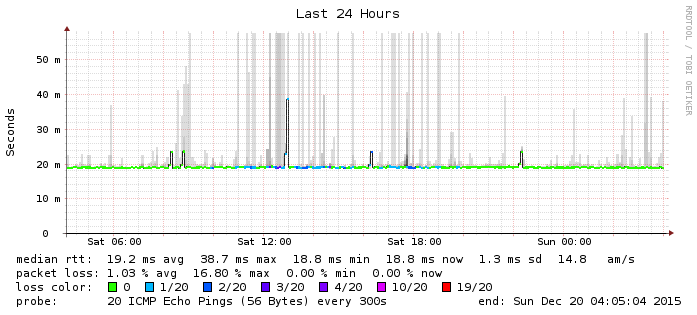 Last 24 Hours
RRDTOOL / TOBI OETIKER
Seconds
50 m
40 m
30 m
20 m
10 m
0
Sat 06:00 Sat 12:00 Sat 18:00 Sun 00:00
median rtt: 19.2 ms avg 38.7 ms max 18.8 ms min 18.8 ms now 1.3 ms sd 14.8 am/s
packet loss: 1.03 % avg 16.80 % max 0.00 % min 0.00 % now
loss color: 0 1/20 2/20 3/20 4/20 10/20 19/20
probe: 20 ICMP Echo Pings (56 Bytes) every 300s end: Sun Dec 20 04:05:04 2015